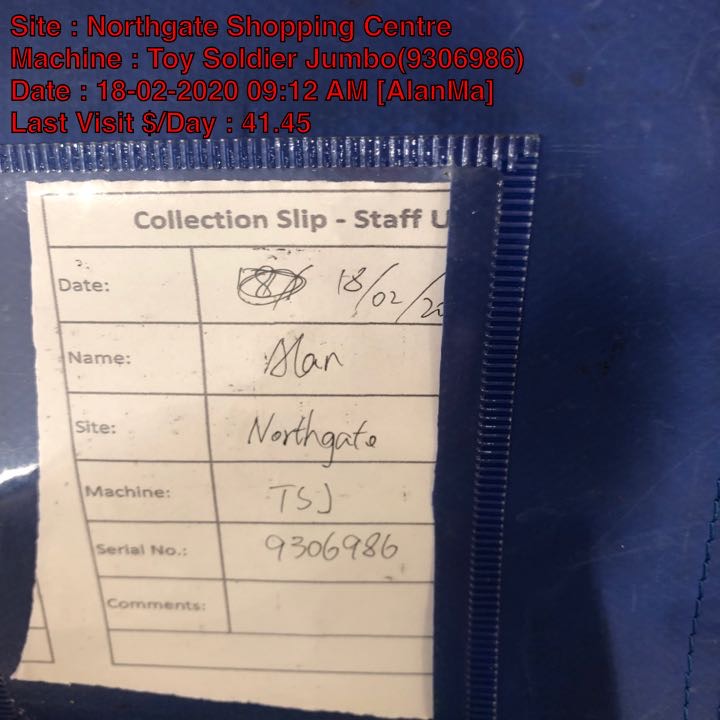 Site : Northgate Shopping Centre
Machine : Toy Soldier Jumbo(9306986)
Date : 18-02-2020 09:12 AM [AlanMa]
Last Visit $/Day : 41.45
Collection Slip - Staff U
Date: 18/02/20
Name: Alan
Site: Northgate
Machine: TSJ
Serial No.: 9306986
Comments: